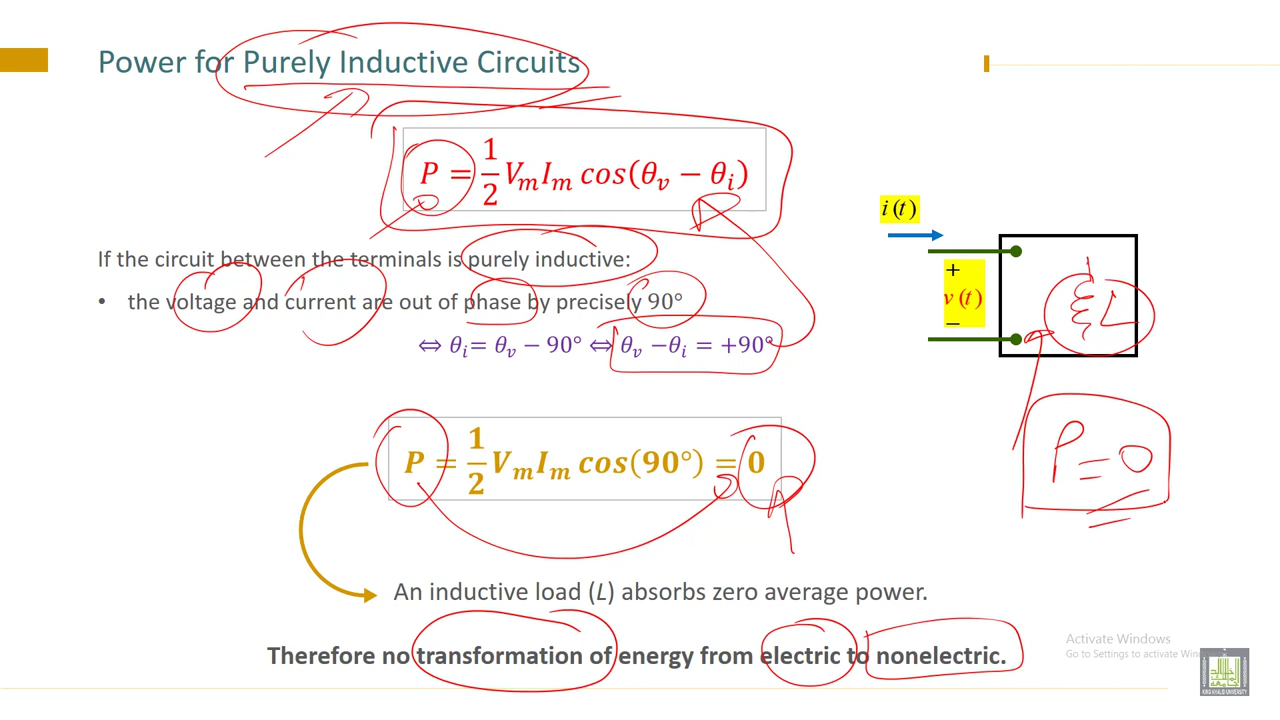 Power for Purely Inductive Circuits
P = 1/2 V_m I_m cos(θ_v − θ_i)
i(t)
If the circuit between the terminals is purely inductive:
• the voltage and current are out of phase by precisely 90°
+
v(t)
−
L
⇔ θ_i = θ_v − 90° ⇔ θ_v − θ_i = +90°
P = 1/2 V_m I_m cos(90°) = 0
P = 0
An inductive load (L) absorbs zero average power.
Therefore no transformation of energy from electric to nonelectric.
Activate Windows
Go to Settings to activate
KING KHALID UNIVERSITY